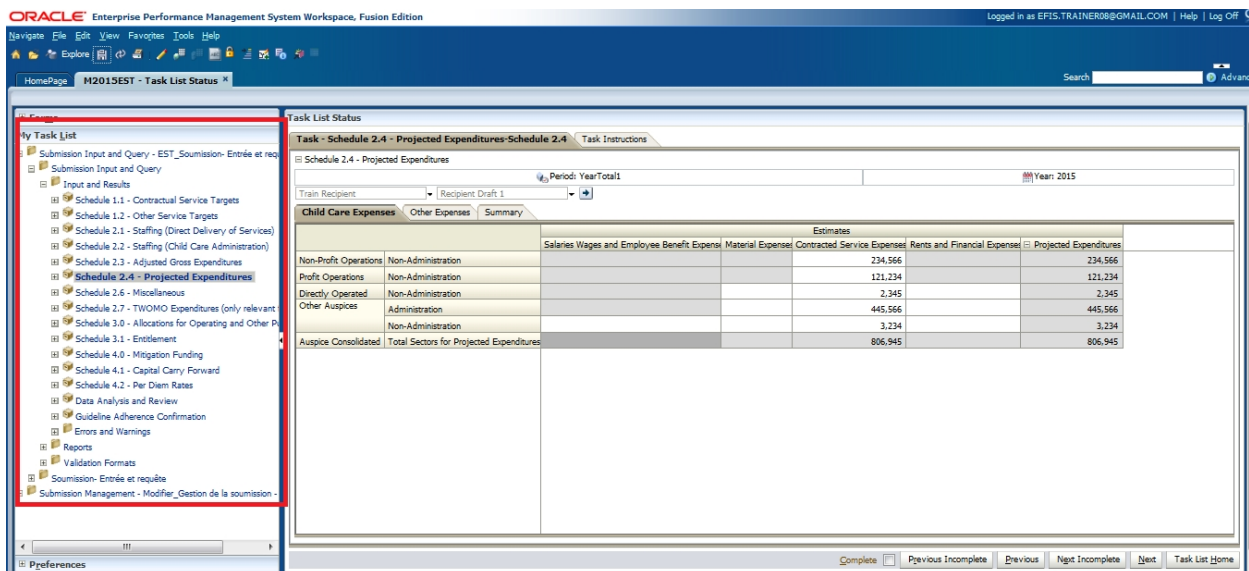 ORACLE® Enterprise Performance Management System Workspace, Fusion Edition
Logged in as EFIS.TRAINER08@GMAIL.COM | Help | Log Off
Navigate File Edit View Favorites Tools Help
Explore
HomePage M2015EST - Task List Status × Search Advanc
Task List Status
My Task List
Submission Input and Query - EST_Soumission- Entrée et requ
Submission Input and Query
Input and Results
Schedule 1.1 - Contractual Service Targets
Schedule 1.2 - Other Service Targets
Schedule 2.1 - Staffing (Direct Delivery of Services)
Schedule 2.2 - Staffing (Child Care Administration)
Schedule 2.3 - Adjusted Gross Expenditures
Schedule 2.4 - Projected Expenditures
Schedule 2.6 - Miscellaneous
Schedule 2.7 - TWOMO Expenditures (only relevant
Schedule 3.0 - Allocations for Operating and Other Pu
Schedule 3.1 - Entitlement
Schedule 4.0 - Mitigation Funding
Schedule 4.1 - Capital Carry Forward
Schedule 4.2 - Per Diem Rates
Data Analysis and Review
Guideline Adherence Confirmation
Errors and Warnings
Reports
Validation Formats
Soumission- Entrée et requête
Submission Management - Modifier_Gestion de la soumission -
Preferences
Task - Schedule 2.4 - Projected Expenditures-Schedule 2.4 Task Instructions
Schedule 2.4 - Projected Expenditures
Period: YearTotal1 Year: 2015
Train Recipient Recipient Draft 1
Child Care Expenses Other Expenses Summary
Estimates
Salaries Wages and Employee Benefit Expens Material Expenses Contracted Service Expenses Rents and Financial Expenses Projected Expenditures
Non-Profit Operations Non-Administration 234,566 234,566
Profit Operations Non-Administration 121,234 121,234
Directly Operated Non-Administration 2,345 2,345
Other Auspices Administration 445,566 445,566
Non-Administration 3,234 3,234
Auspice Consolidated Total Sectors for Projected Expenditures 806,945 806,945
Complete Previous Incomplete Previous Next Incomplete Next Task List Home